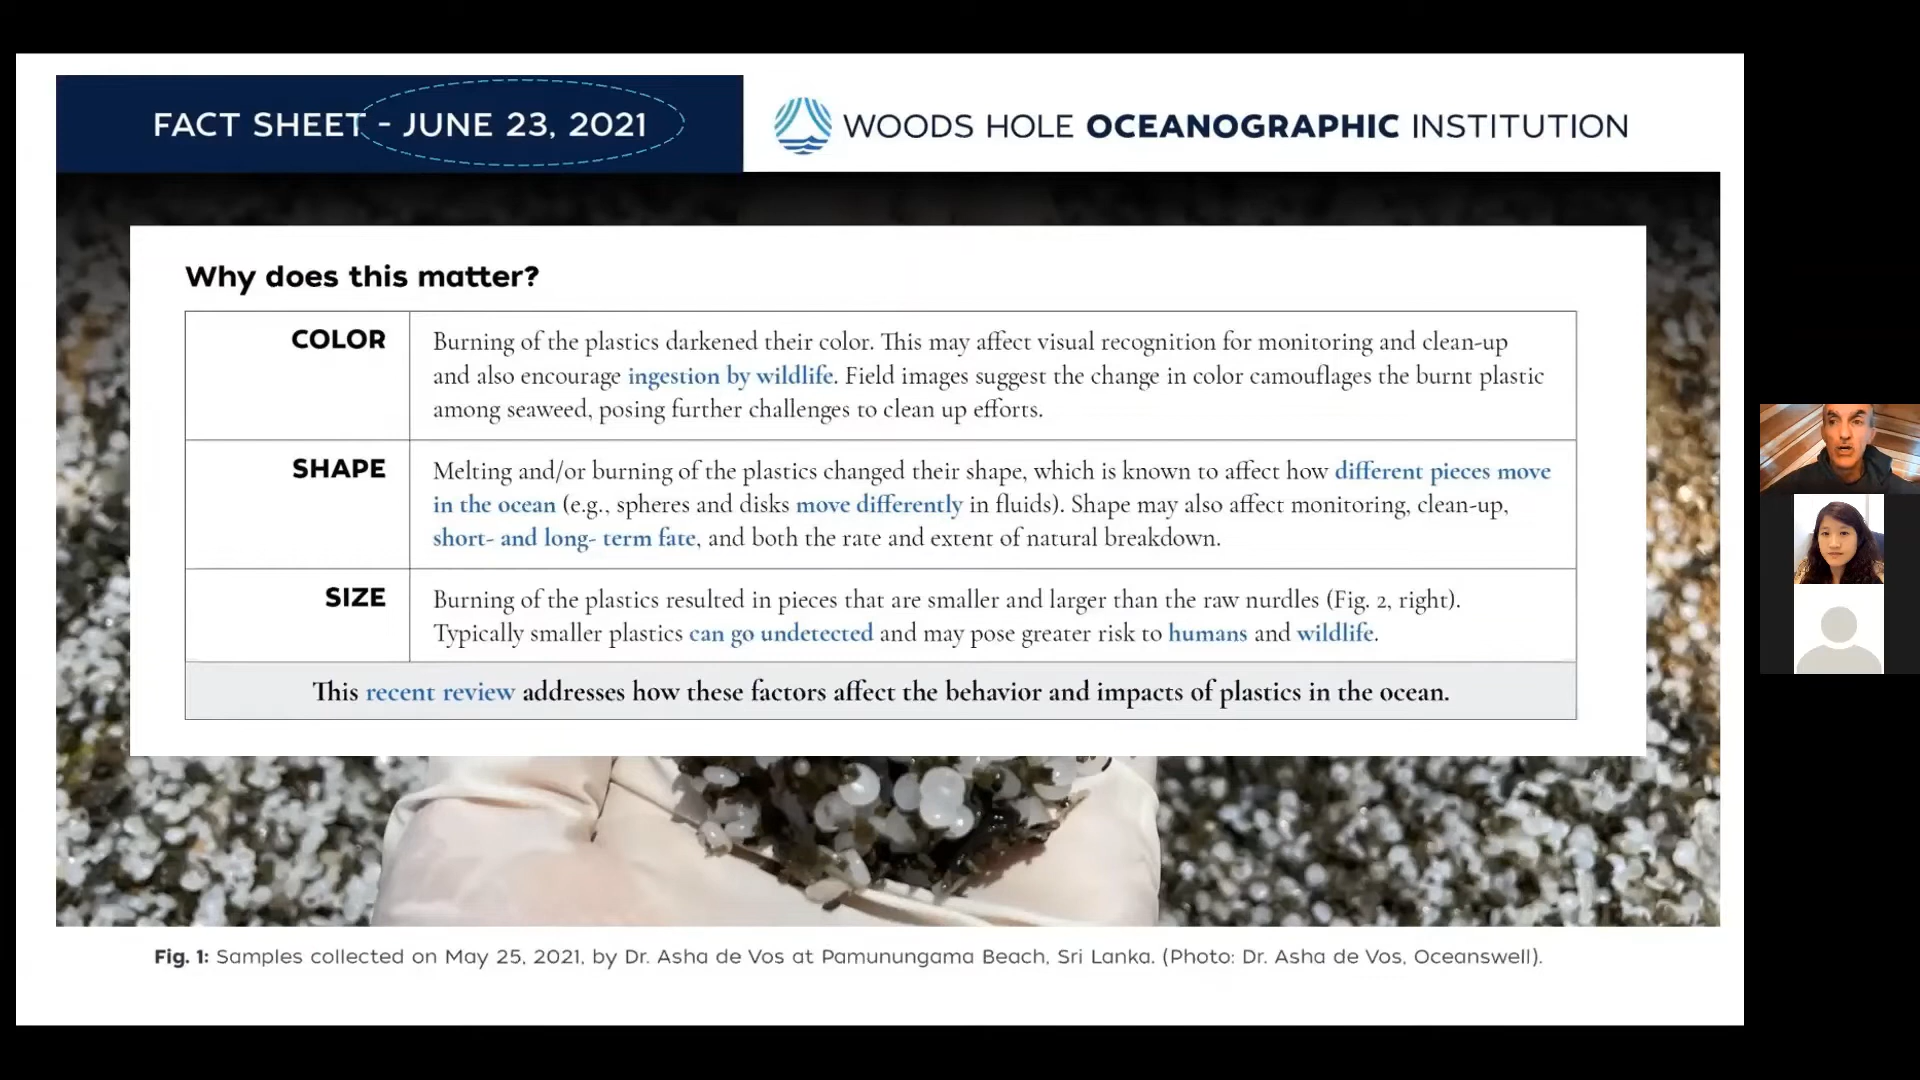 FACT SHEET - JUNE 23, 2021
WOODS HOLE OCEANOGRAPHIC INSTITUTION
Why does this matter?
COLOR
Burning of the plastics darkened their color. This may affect visual recognition for monitoring and clean-up
and also encourage ingestion by wildlife. Field images suggest the change in color camouflages the burnt plastic
among seaweed, posing further challenges to clean up efforts.
SHAPE
Melting and/or burning of the plastics changed their shape, which is known to affect how different pieces move
in the ocean (e.g., spheres and disks move differently in fluids). Shape may also affect monitoring, clean-up,
short- and long- term fate, and both the rate and extent of natural breakdown.
SIZE
Burning of the plastics resulted in pieces that are smaller and larger than the raw nurdles (Fig. 2, right).
Typically smaller plastics can go undetected and may pose greater risk to humans and wildlife.
This recent review addresses how these factors affect the behavior and impacts of plastics in the ocean.
Fig. 1: Samples collected on May 25, 2021, by Dr. Asha de Vos at Pamunungama Beach, Sri Lanka. (Photo: Dr. Asha de Vos, Oceanswell).